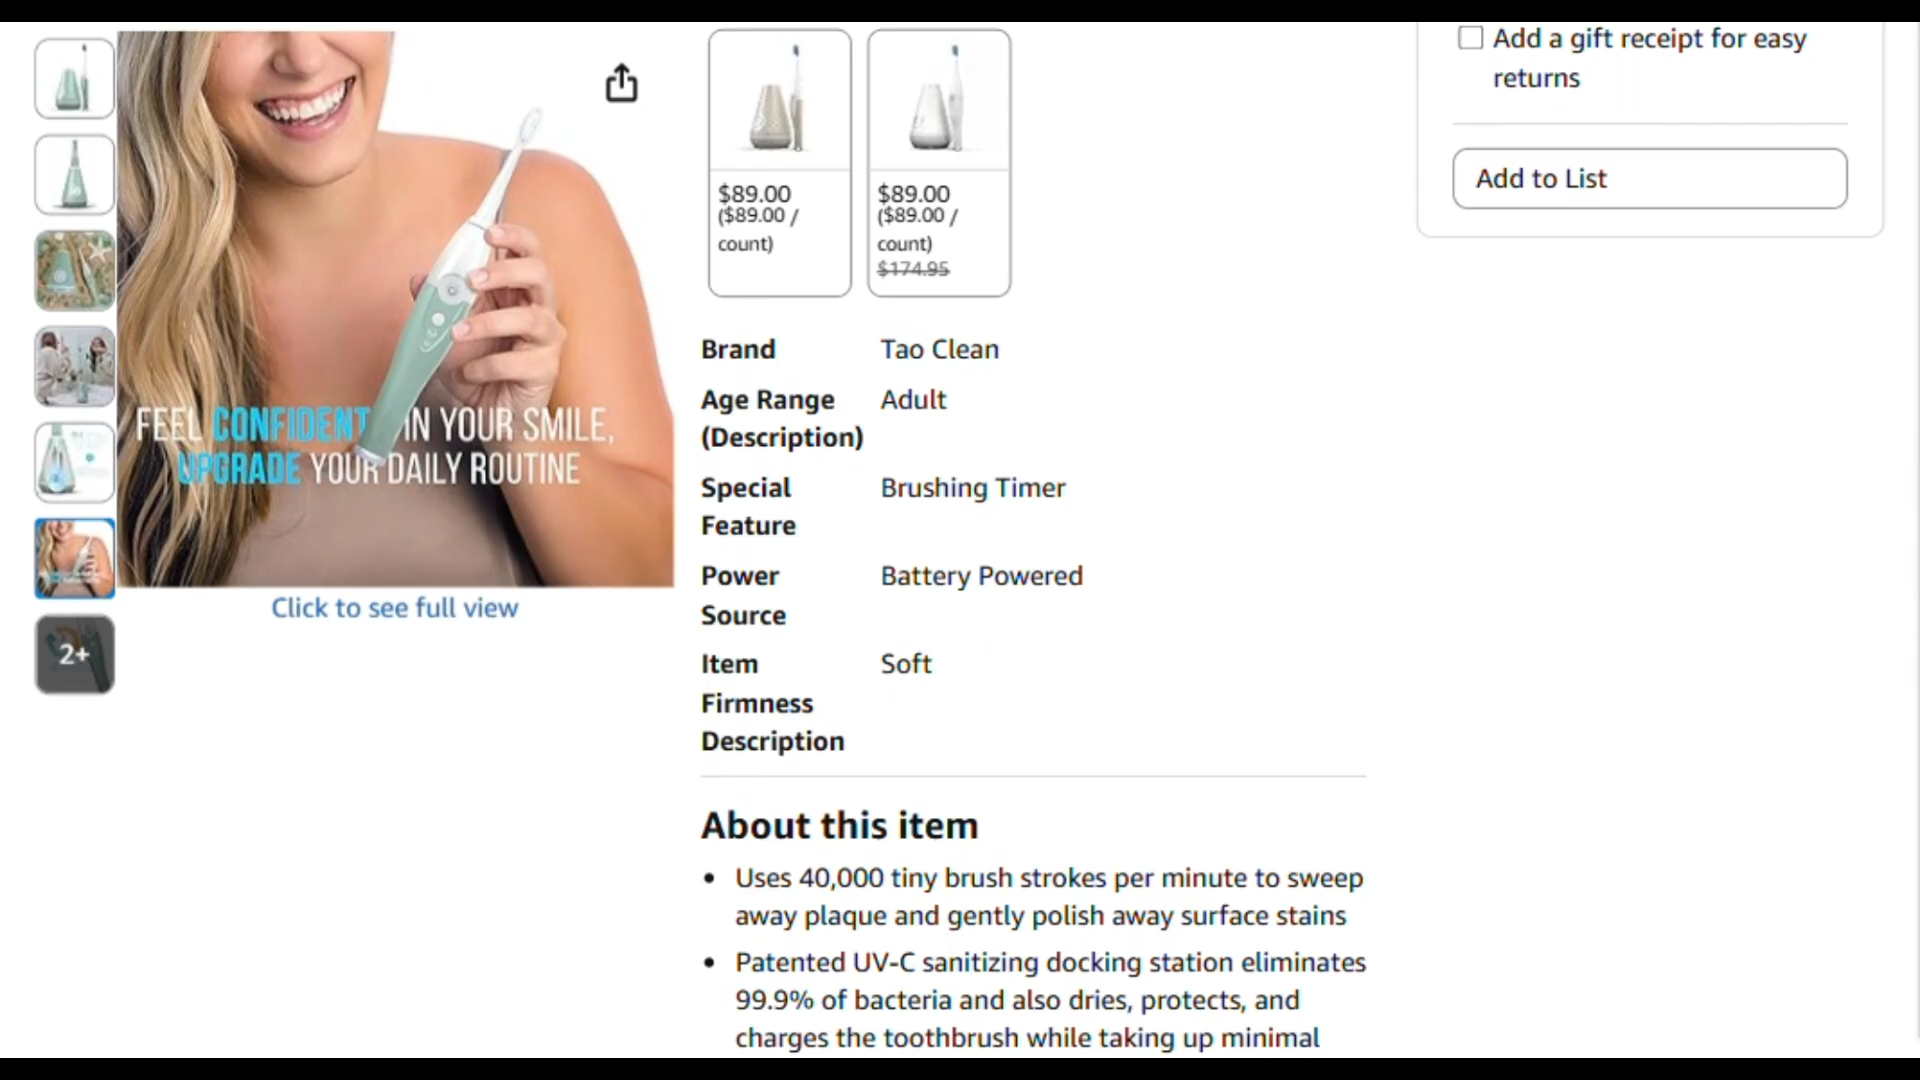 FEEL CONFIDENT IN YOUR SMILE,
UPGRADE YOUR DAILY ROUTINE
Click to see full view
2+
$89.00
($89.00 /
count)
$89.00
($89.00 /
count)
$174.95
Brand Tao Clean
Age Range Adult
(Description)
Special Brushing Timer
Feature
Power Battery Powered
Source
Item Soft
Firmness
Description
About this item
• Uses 40,000 tiny brush strokes per minute to sweep
away plaque and gently polish away surface stains
• Patented UV-C sanitizing docking station eliminates
99.9% of bacteria and also dries, protects, and
charges the toothbrush while taking up minimal
Add a gift receipt for easy
returns
Add to List